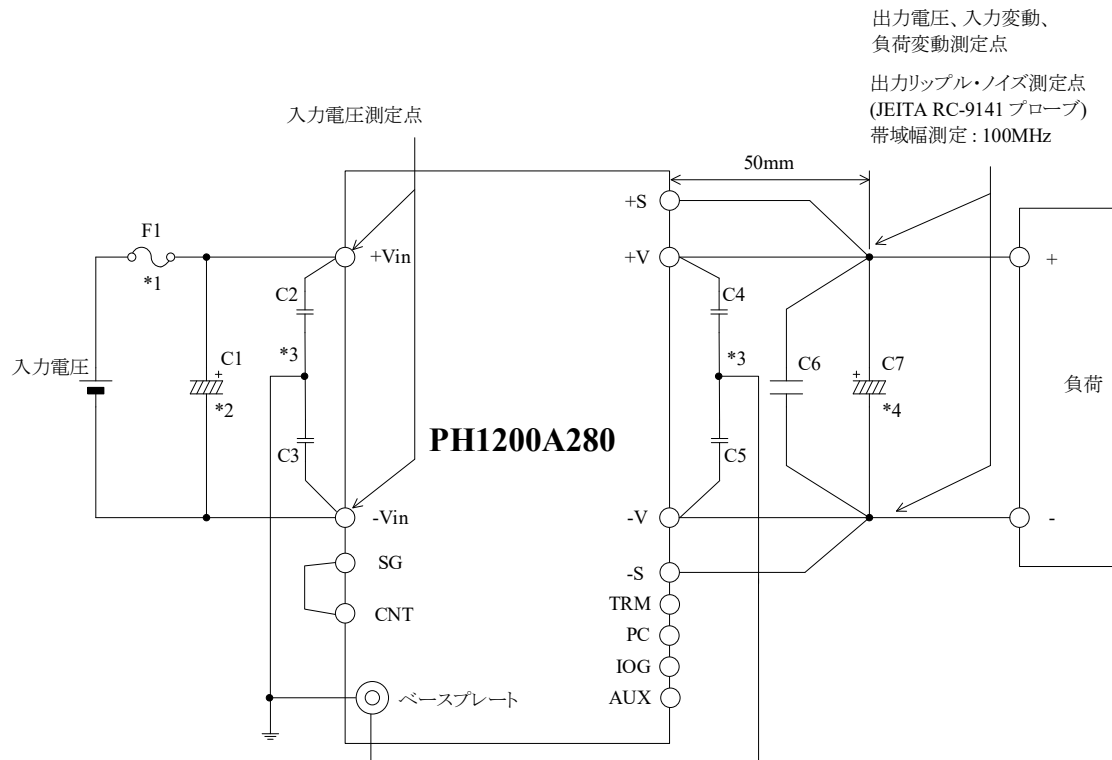 出力電圧、入力変動、
負荷変動測定点
出力リップル・ノイズ測定点
(JEITA RC-9141 プローブ)
帯域幅測定 : 100MHz
入力電圧測定点
50mm
+S
F1
*1
+Vin
+V
+
C2
C4
*3
*3
C1
+
*2
C6
+
C7
*4
入力電圧
負荷
PH1200A280
C3
C5
-Vin
-V
-
SG
-S
CNT
TRM
PC
IOG
ベースプレート
AUX